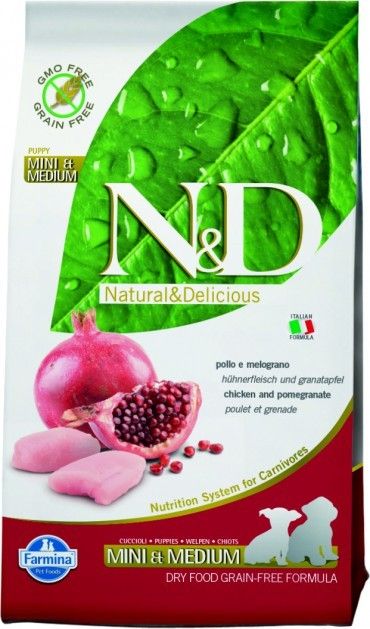 GMO FREE
GRAIN FREE
PUPPY
MINI &
MEDIUM
N&D
Natural&Delicious
ITALIAN
FORMULA
pollo e melograno
hühnerfleisch und granatapfel
chicken and pomegranate
poulet et grenade
Nutrition System for Carnivores
CUCCIOLI • PUPPIES • WELPEN • CHIOTS
MINI & MEDIUM
DRY FOOD GRAIN-FREE FORMULA
Farmina
Pet Foods